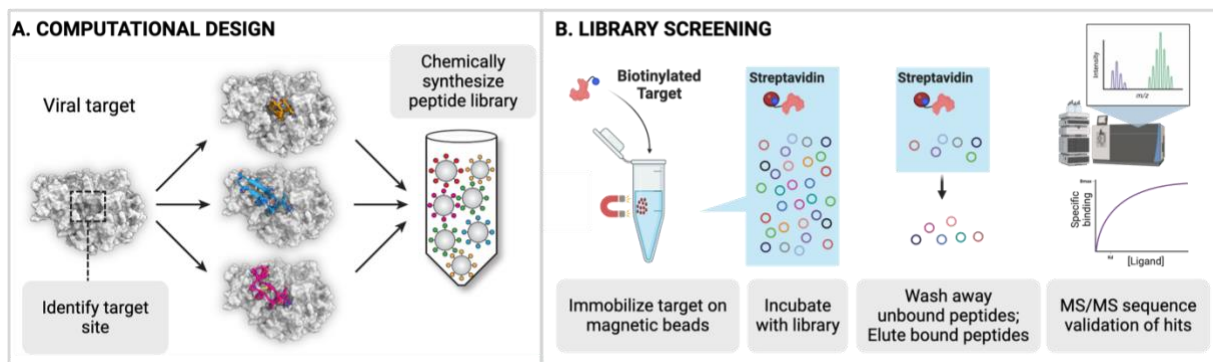 A. COMPUTATIONAL DESIGN
Viral target
Identify target
site
Chemically
synthesize
peptide library
B. LIBRARY SCREENING
Biotinylated
Target
Immobilize target on
magnetic beads
Streptavidin
Incubate
with library
Streptavidin
Wash away
unbound peptides;
Elute bound peptides
Intensity
m/z
Bmax
Specific
binding
Kd
[Ligand]
MS/MS sequence
validation of hits